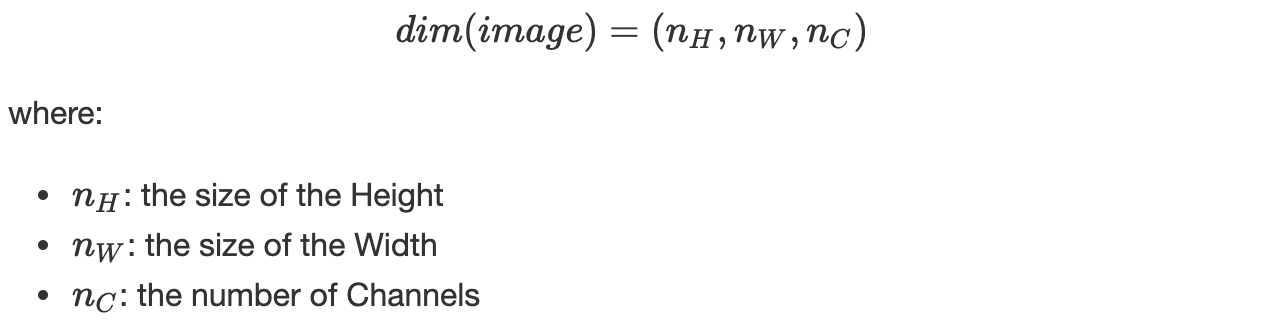 dim(image) = (n_H, n_W, n_C)
where:
• n_H: the size of the Height
• n_W: the size of the Width
• n_C: the number of Channels